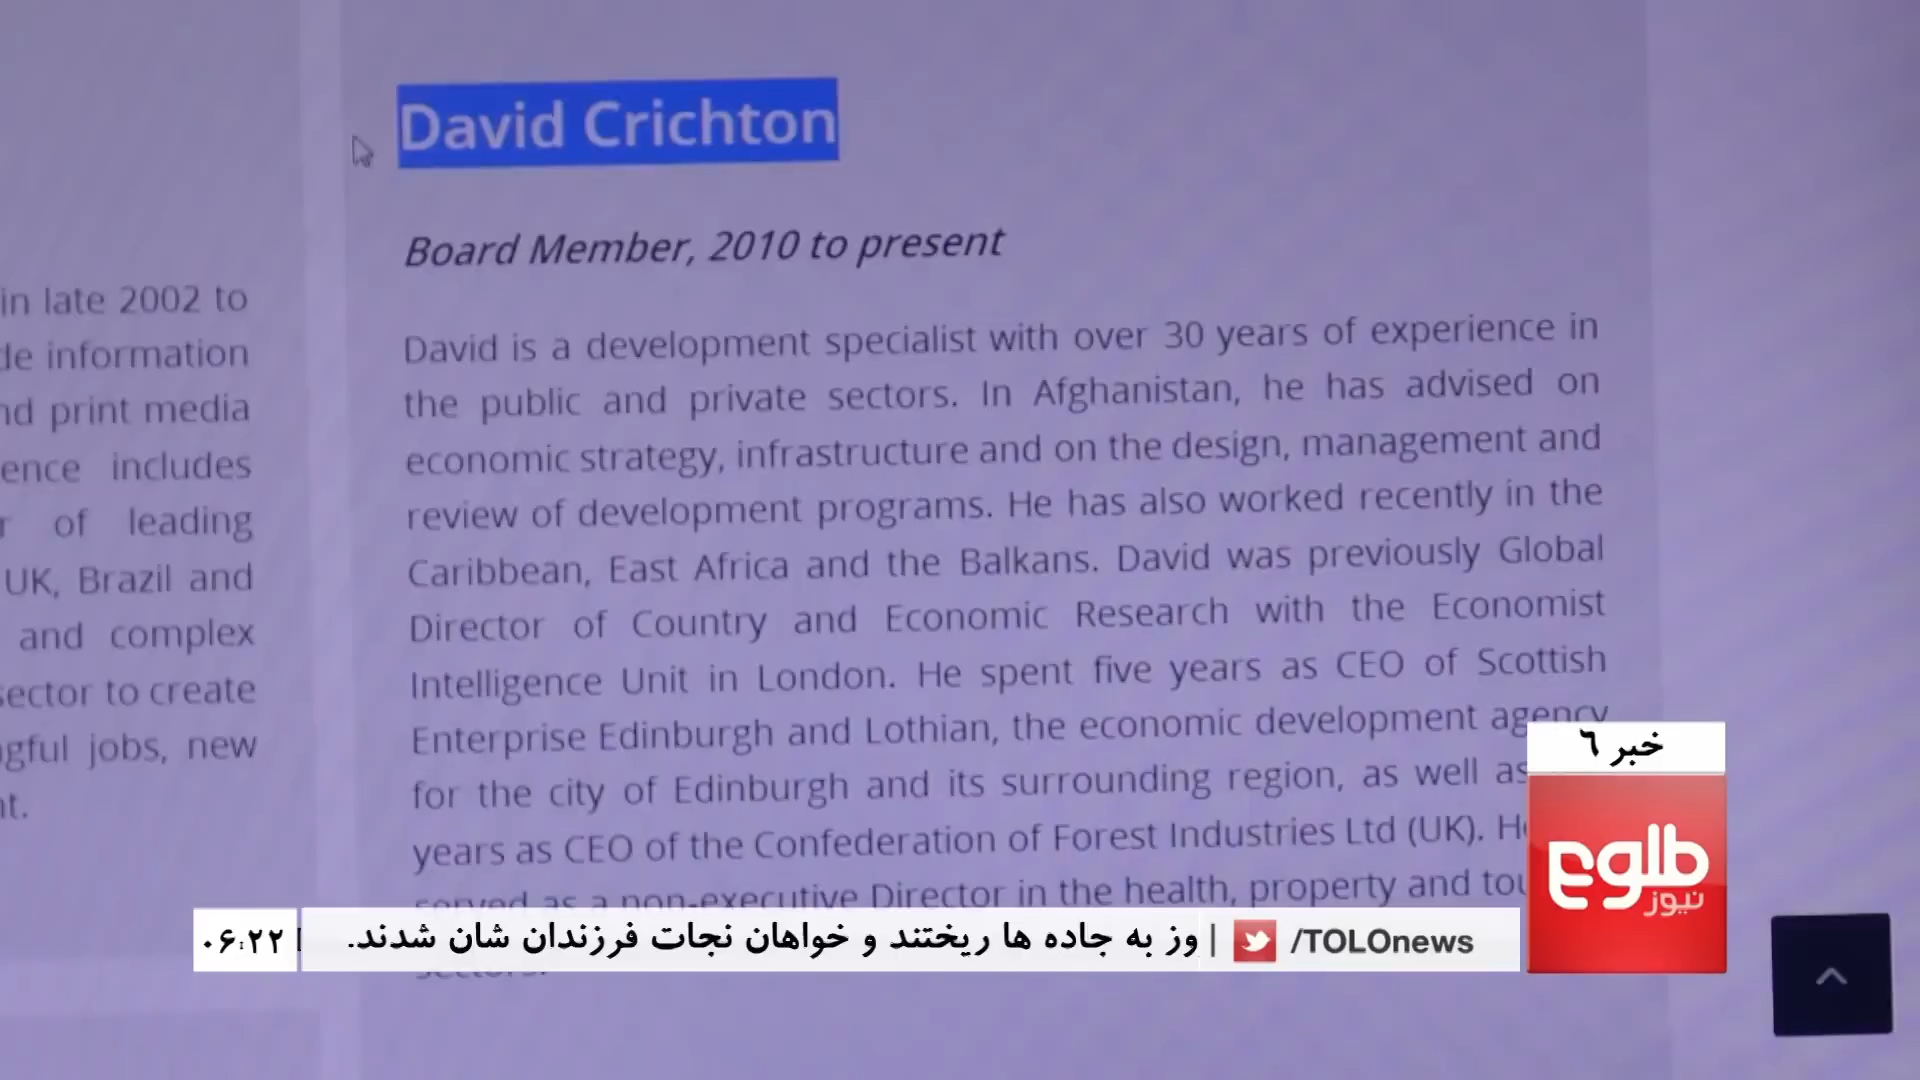 David Crichton
Board Member, 2010 to present
David is a development specialist with over 30 years of experience in
the public and private sectors. In Afghanistan, he has advised on
economic strategy, infrastructure and on the design, management and
review of development programs. He has also worked recently in the
Caribbean, East Africa and the Balkans. David was previously Global
Director of Country and Economic Research with the Economist
Intelligence Unit in London. He spent five years as CEO of Scottish
Enterprise Edinburgh and Lothian, the economic development agency
for the city of Edinburgh and its surrounding region, as well as
years as CEO of the Confederation of Forest Industries Ltd (UK).
served as a non-executive Director in the health, property and
sectors.
in late 2002 to
information
print media
includes
of leading
UK, Brazil and
and complex
sector to create
jobs, new
خبر ٦
طلوع
نیوز
۰۶:۲۲
وز به جاده ها ریختند و خواهان نجات فرزندان شان شدند.
| /TOLOnews